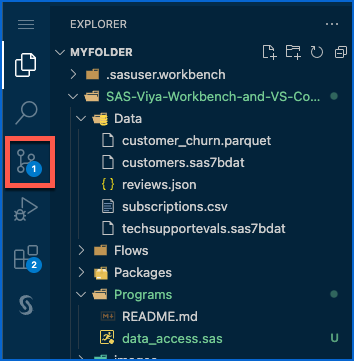 EXPLORER
MYFOLDER
.sasuser.workbench
SAS-Viya-Workbench-and-VS-Co...
Data
customer_churn.parquet
customers.sas7bdat
1
{ } reviews.json
subscriptions.csv
techsupportevals.sas7bdat
2
Flows
Packages
Programs
README.md
data_access.sas U
images